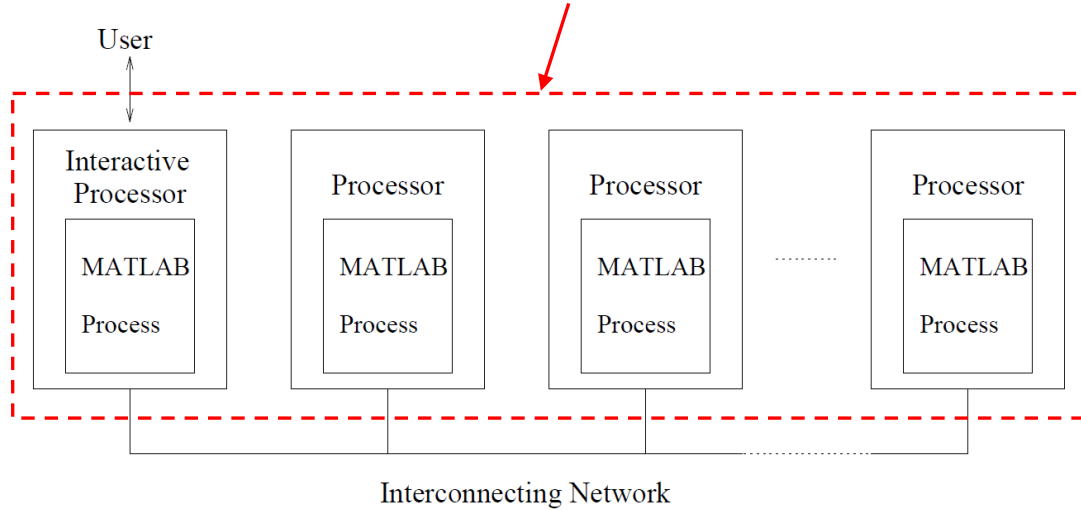 User
Interactive
Processor
MATLAB
Process
Processor
MATLAB
Process
Processor
MATLAB
Process
Processor
MATLAB
Process
Interconnecting Network